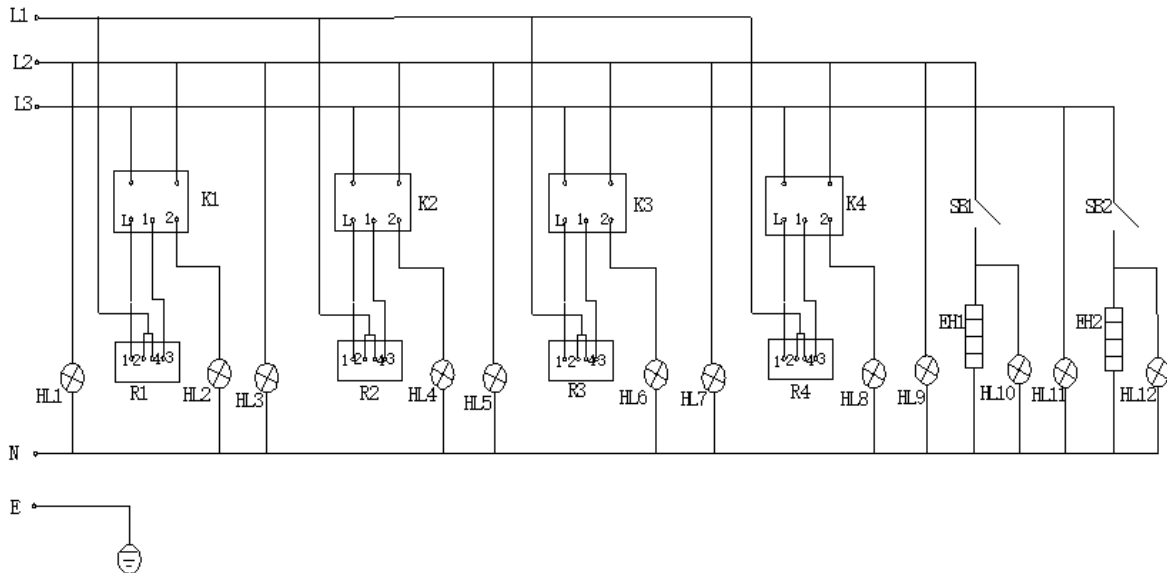 L1
L2
L3
K1
K2
K3
K4
L 1 2
L 1 2
L 1 2
L 1 2
SB1
SB2
EH1
EH2
1 2 4 3
1 2 4 3
1 2 4 3
1 2 4 3
R1
R2
R3
R4
HL1
HL2
HL3
HL4
HL5
HL6
HL7
HL8
HL9
HL10
HL11
HL12
N
E